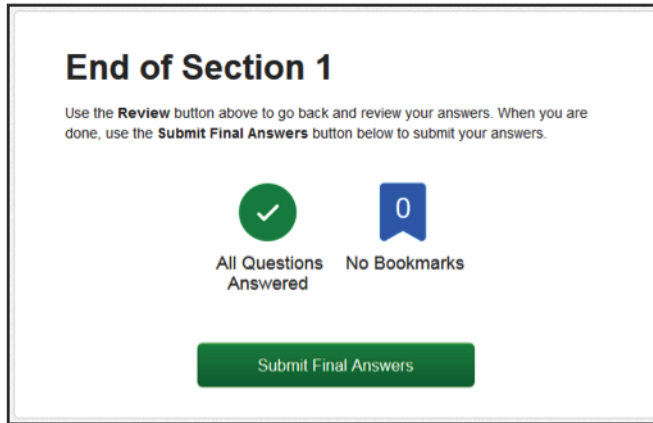 End of Section 1
Use the Review button above to go back and review your answers. When you are
done, use the Submit Final Answers button below to submit your answers.
0
All Questions
Answered
No Bookmarks
Submit Final Answers